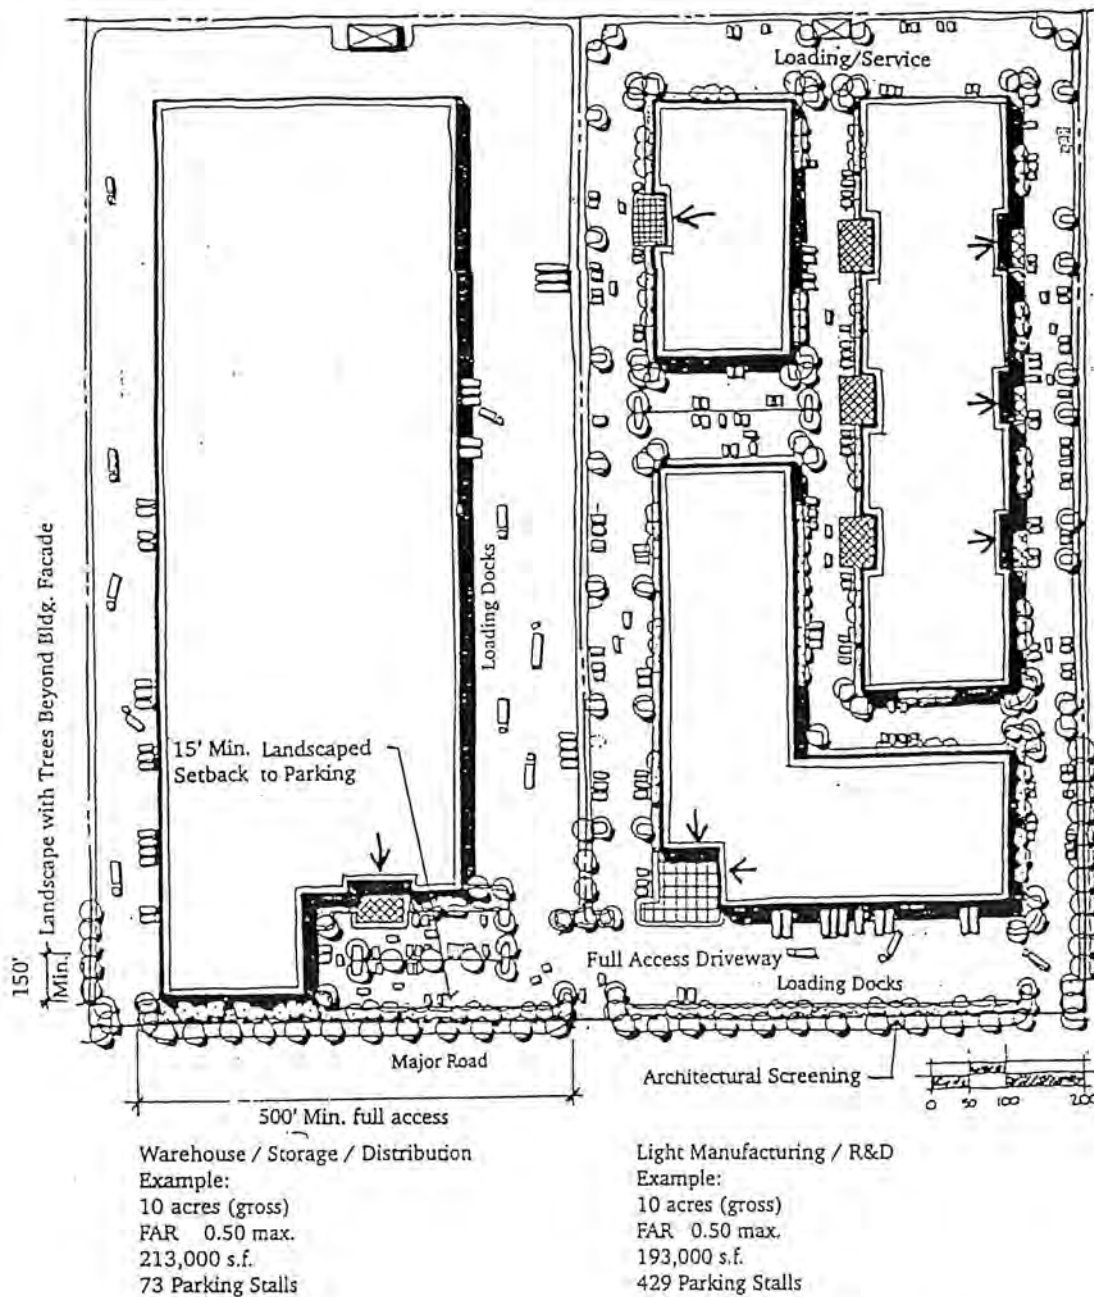 Loading/Service
Landscape with Trees Beyond Bldg. Facade
150'
Min.
Loading Docks
15' Min. Landscaped
Setback to Parking
Full Access Driveway
Loading Docks
Major Road
Architectural Screening
0 50 100 200
500' Min. full access
Warehouse / Storage / Distribution
Example:
10 acres (gross)
FAR 0.50 max.
213,000 s.f.
73 Parking Stalls
Light Manufacturing / R&D
Example:
10 acres (gross)
FAR 0.50 max.
193,000 s.f.
429 Parking Stalls